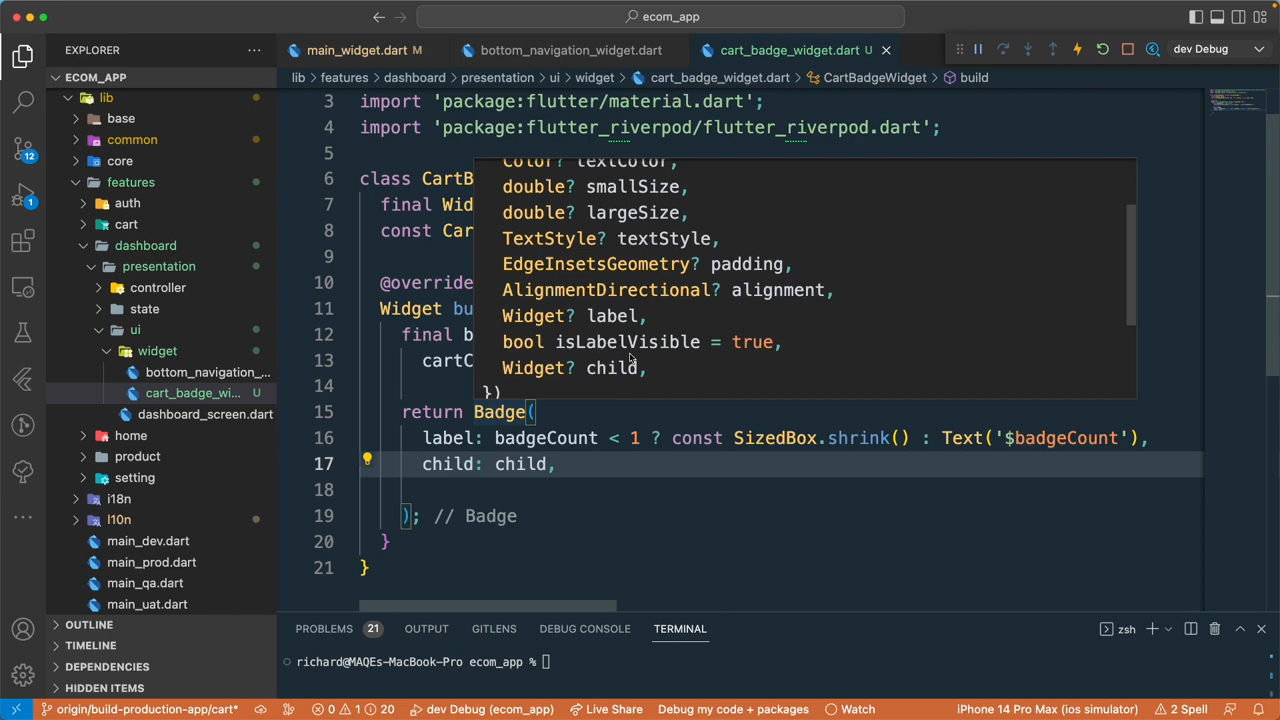 ecom_app
EXPLORER
main_widget.dart M
bottom_navigation_widget.dart
cart_badge_widget.dart U
dev Debug
lib > features > dashboard > presentation > ui > widget > cart_badge_widget.dart > CartBadgeWidget > build
ECOM_APP
lib
base
common
core
features
auth
cart
dashboard
presentation
controller
state
ui
widget
bottom_navigation_...
cart_badge_wi... U
dashboard_screen.dart
home
product
setting
i18n
l10n
main_dev.dart
main_prod.dart
main_qa.dart
main_uat.dart
OUTLINE
TIMELINE
DEPENDENCIES
HIDDEN ITEMS
12
1
3 import 'package:flutter/material.dart';
4 import 'package:flutter_riverpod/flutter_riverpod.dart';
5
6 class CartB
7 final Wid
8 const Car
9
10 @override
11 Widget bu
12 final b
13 cartC
14
15 return Badge(
16 label: badgeCount < 1 ? const SizedBox.shrink() : Text('$badgeCount'),
17 child: child,
18
19 ); // Badge
20 }
21 }
Color? textColor,
double? smallSize,
double? largeSize,
TextStyle? textStyle,
EdgeInsetsGeometry? padding,
AlignmentDirectional? alignment,
Widget? label,
bool isLabelVisible = true,
Widget? child,
})
PROBLEMS 21 OUTPUT GITLENS DEBUG CONSOLE TERMINAL
zsh
richard@MAQEs-MacBook-Pro ecom_app %
origin/build-production-app/cart* 0 1 20 dev Debug (ecom_app) Live Share Debug my code + packages Watch iPhone 14 Pro Max (ios simulator) 2 Spell